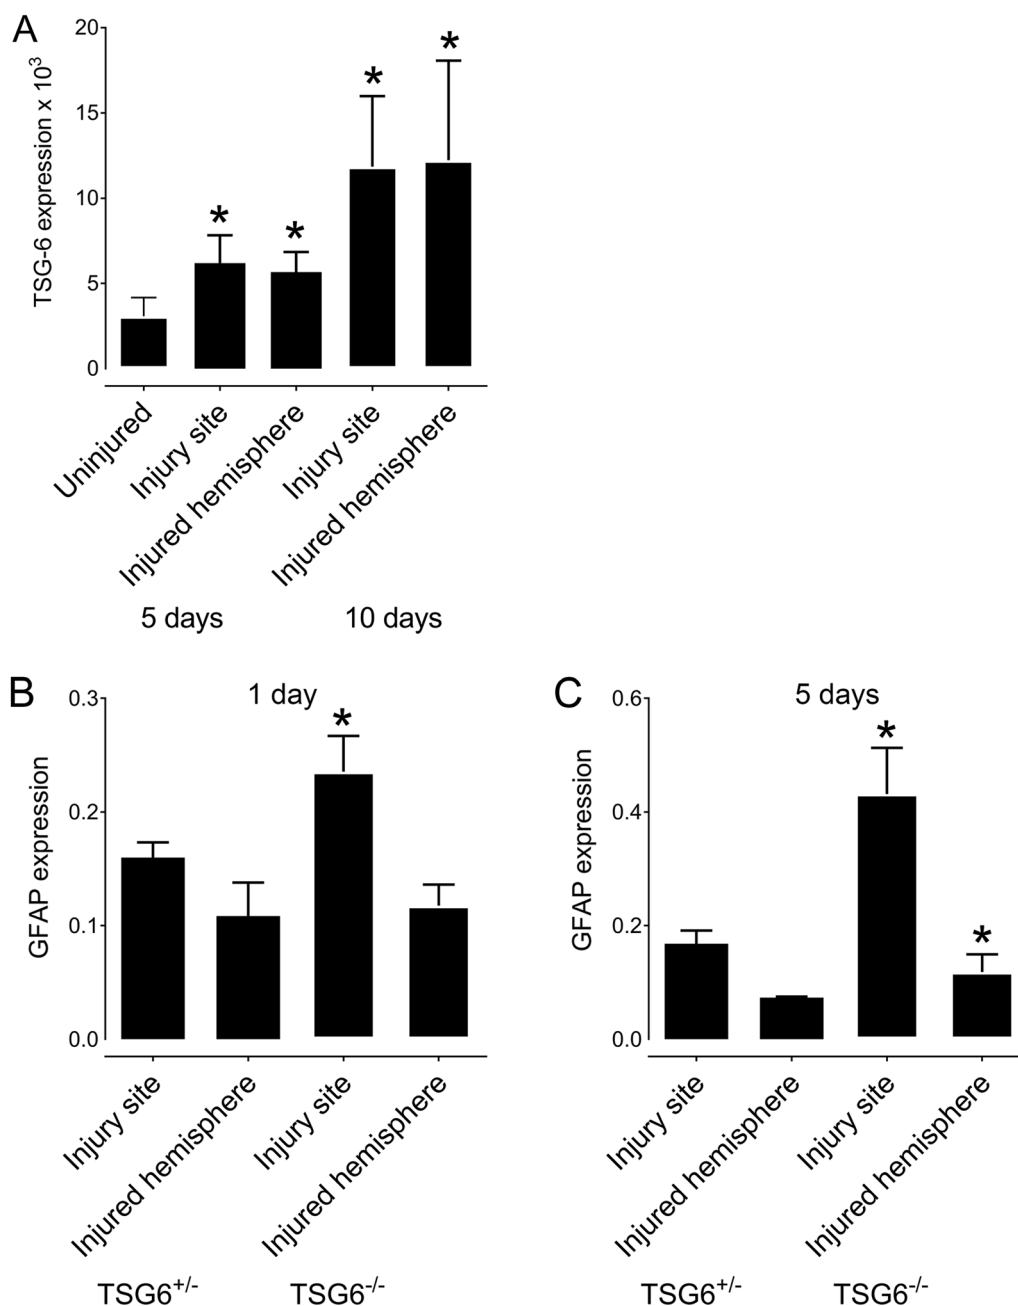 A
TSG-6 expression x 10³
20
15
10
5
0
*
*
*
*
Uninjured
Injury site
Injured hemisphere
Injury site
Injured hemisphere
5 days
10 days
B
1 day
GFAP expression
0.3
0.2
0.1
0.0
*
Injury site
Injured hemisphere
Injury site
Injured hemisphere
TSG6+/-
TSG6-/-
C
5 days
GFAP expression
0.6
0.4
0.2
0.0
*
*
Injury site
Injured hemisphere
Injury site
Injured hemisphere
TSG6+/-
TSG6-/-